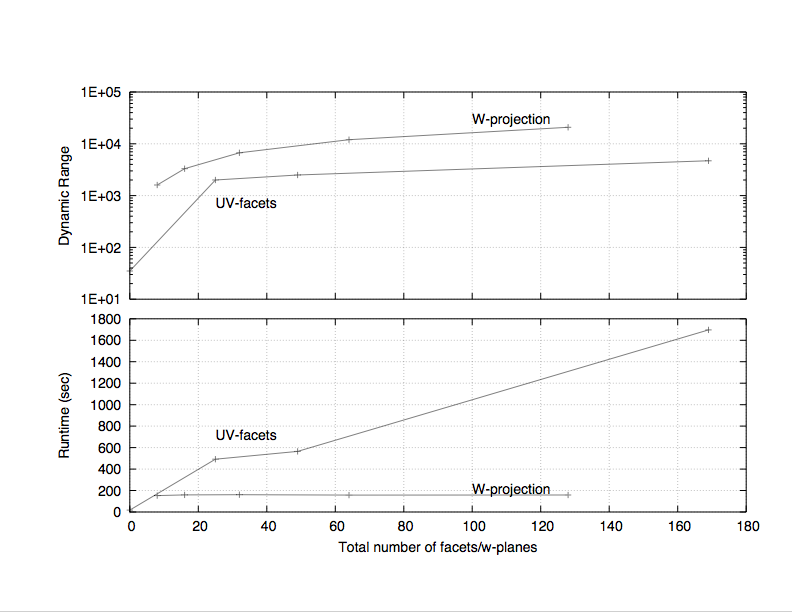 1E+05
1E+04
1E+03
1E+02
1E+01
Dynamic Range
W-projection
UV-facets
1800
1600
1400
1200
1000
800
600
400
200
0
Runtime (sec)
UV-facets
W-projection
0 20 40 60 80 100 120 140 160 180
Total number of facets/w-planes